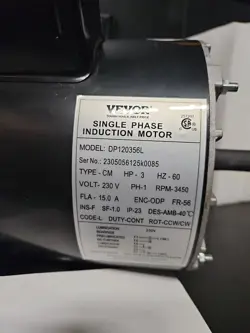 VEVOR
SINGLE PHASE
INDUCTION MOTOR
MODEL: DP120356L
Ser No.: 2305056125k0085
TYPE - CM HP - 3 HZ - 60
VOLT- 230 V PH-1 RPM-3450
FLA - 15.0 A ENC-ODP FR-56
INS-F SF-1.0 IP-23 DES-AMB-40℃
CODE-L DUTY-CONT ROT-CCW/CW